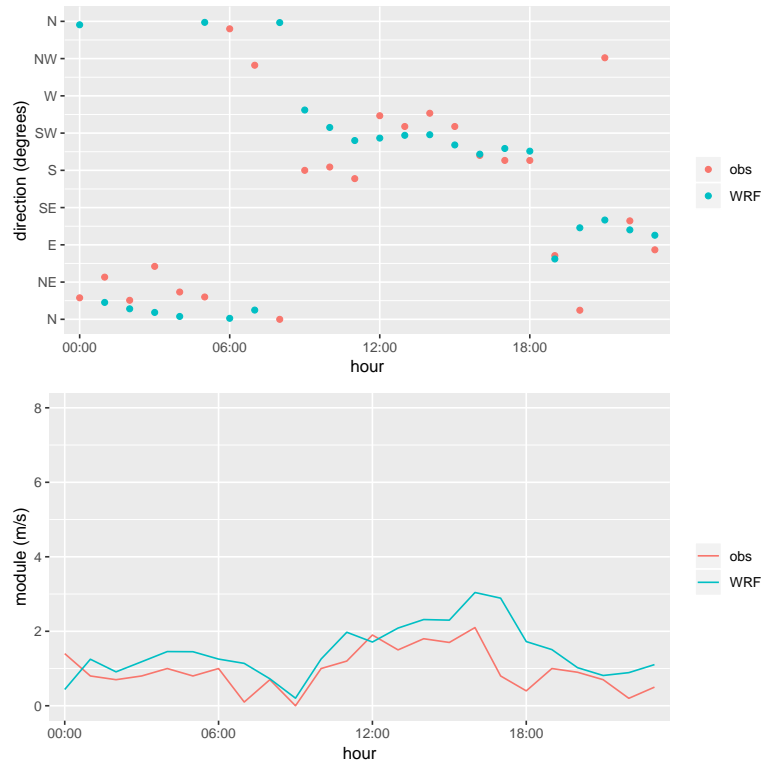 direction (degrees)
N
NW
W
SW
S
SE
E
NE
N
00:00
06:00
12:00
18:00
hour
obs
WRF
module (m/s)
8
6
4
2
0
00:00
06:00
12:00
18:00
hour
obs
WRF